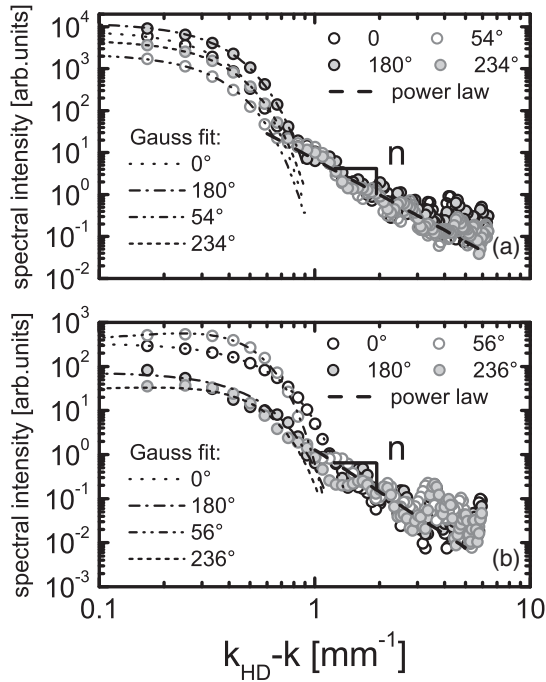 spectral intensity [arb.units]
10^4
10^3
10^2
10^1
10^0
10^-1
10^-2
0 54°
180° 234°
power law
n
Gauss fit:
0°
180°
54°
234°
(a)
spectral intensity [arb.units]
10^3
10^2
10^1
10^0
10^-1
10^-2
10^-3
0° 56°
180° 236°
power law
n
Gauss fit:
0°
180°
56°
236°
(b)
0.1 1 10
k_HD-k [mm^-1]